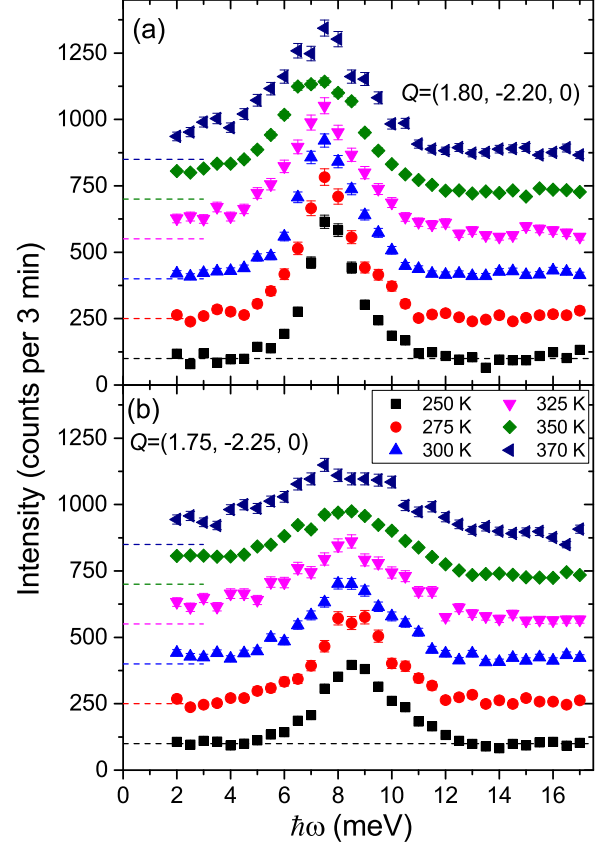 Intensity (counts per 3 min)
(a)
Q=(1.80, -2.20, 0)
1250
1000
750
500
250
0
(b)
Q=(1.75, -2.25, 0)
250 K
325 K
275 K
350 K
300 K
370 K
1250
1000
750
500
250
0
0 2 4 6 8 10 12 14 16
ħω (meV)